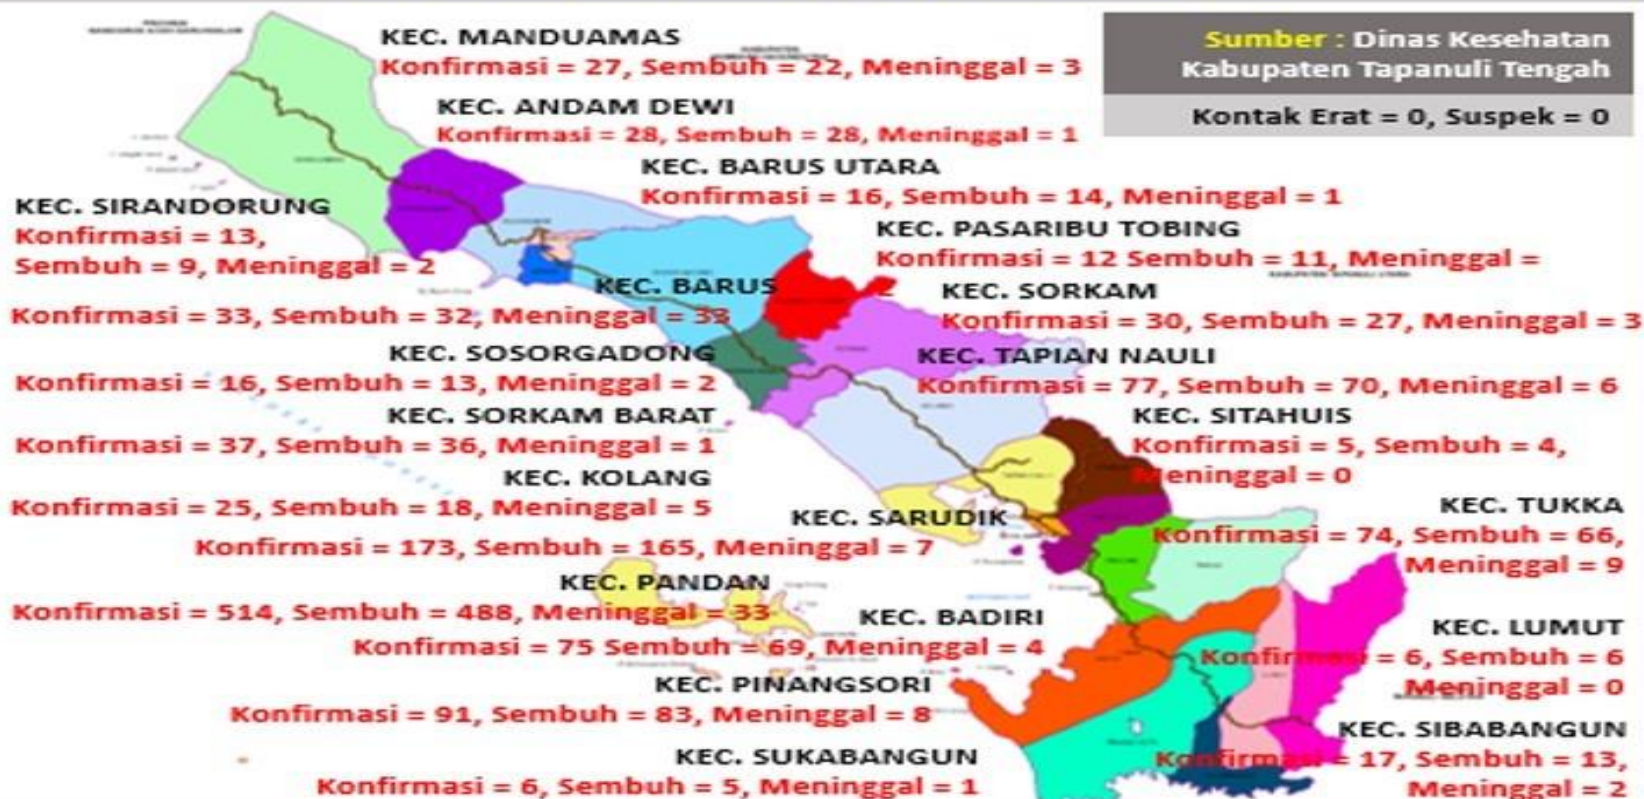 KEC. MANDUAMAS
Konfirmasi = 27, Sembuh = 22, Meninggal = 3
Sumber : Dinas Kesehatan
Kabupaten Tapanuli Tengah
Kontak Erat = 0, Suspek = 0
KEC. ANDAM DEWI
Konfirmasi = 28, Sembuh = 28, Meninggal = 1
KEC. BARUS UTARA
Konfirmasi = 16, Sembuh = 14, Meninggal = 1
KEC. SIRANDORUNG
Konfirmasi = 13,
Sembuh = 9, Meninggal = 2
KEC. PASARIBU TOBING
Konfirmasi = 12 Sembuh = 11, Meninggal =
KEC. BARUS
Konfirmasi = 33, Sembuh = 32, Meninggal = 33
KEC. SORKAM
Konfirmasi = 30, Sembuh = 27, Meninggal = 3
KEC. SOSORGADONG
Konfirmasi = 16, Sembuh = 13, Meninggal = 2
KEC. TAPIAN NAULI
Konfirmasi = 77, Sembuh = 70, Meninggal = 6
KEC. SORKAM BARAT
Konfirmasi = 37, Sembuh = 36, Meninggal = 1
KEC. SITAHUIS
Konfirmasi = 5, Sembuh = 4,
Meninggal = 0
KEC. KOLANG
Konfirmasi = 25, Sembuh = 18, Meninggal = 5
KEC. SARUDIK
Konfirmasi = 173, Sembuh = 165, Meninggal = 7
KEC. TUKKA
Konfirmasi = 74, Sembuh = 66,
Meninggal = 9
KEC. PANDAN
Konfirmasi = 514, Sembuh = 488, Meninggal = 33
KEC. BADIRI
Konfirmasi = 75 Sembuh = 69, Meninggal = 4
KEC. LUMUT
Konfirmasi = 6, Sembuh = 6
Meninggal = 0
KEC. PINANGSORI
Konfirmasi = 91, Sembuh = 83, Meninggal = 8
KEC. SIBABANGUN
Konfirmasi = 17, Sembuh = 13,
Meninggal = 2
KEC. SUKABANGUN
Konfirmasi = 6, Sembuh = 5, Meninggal = 1